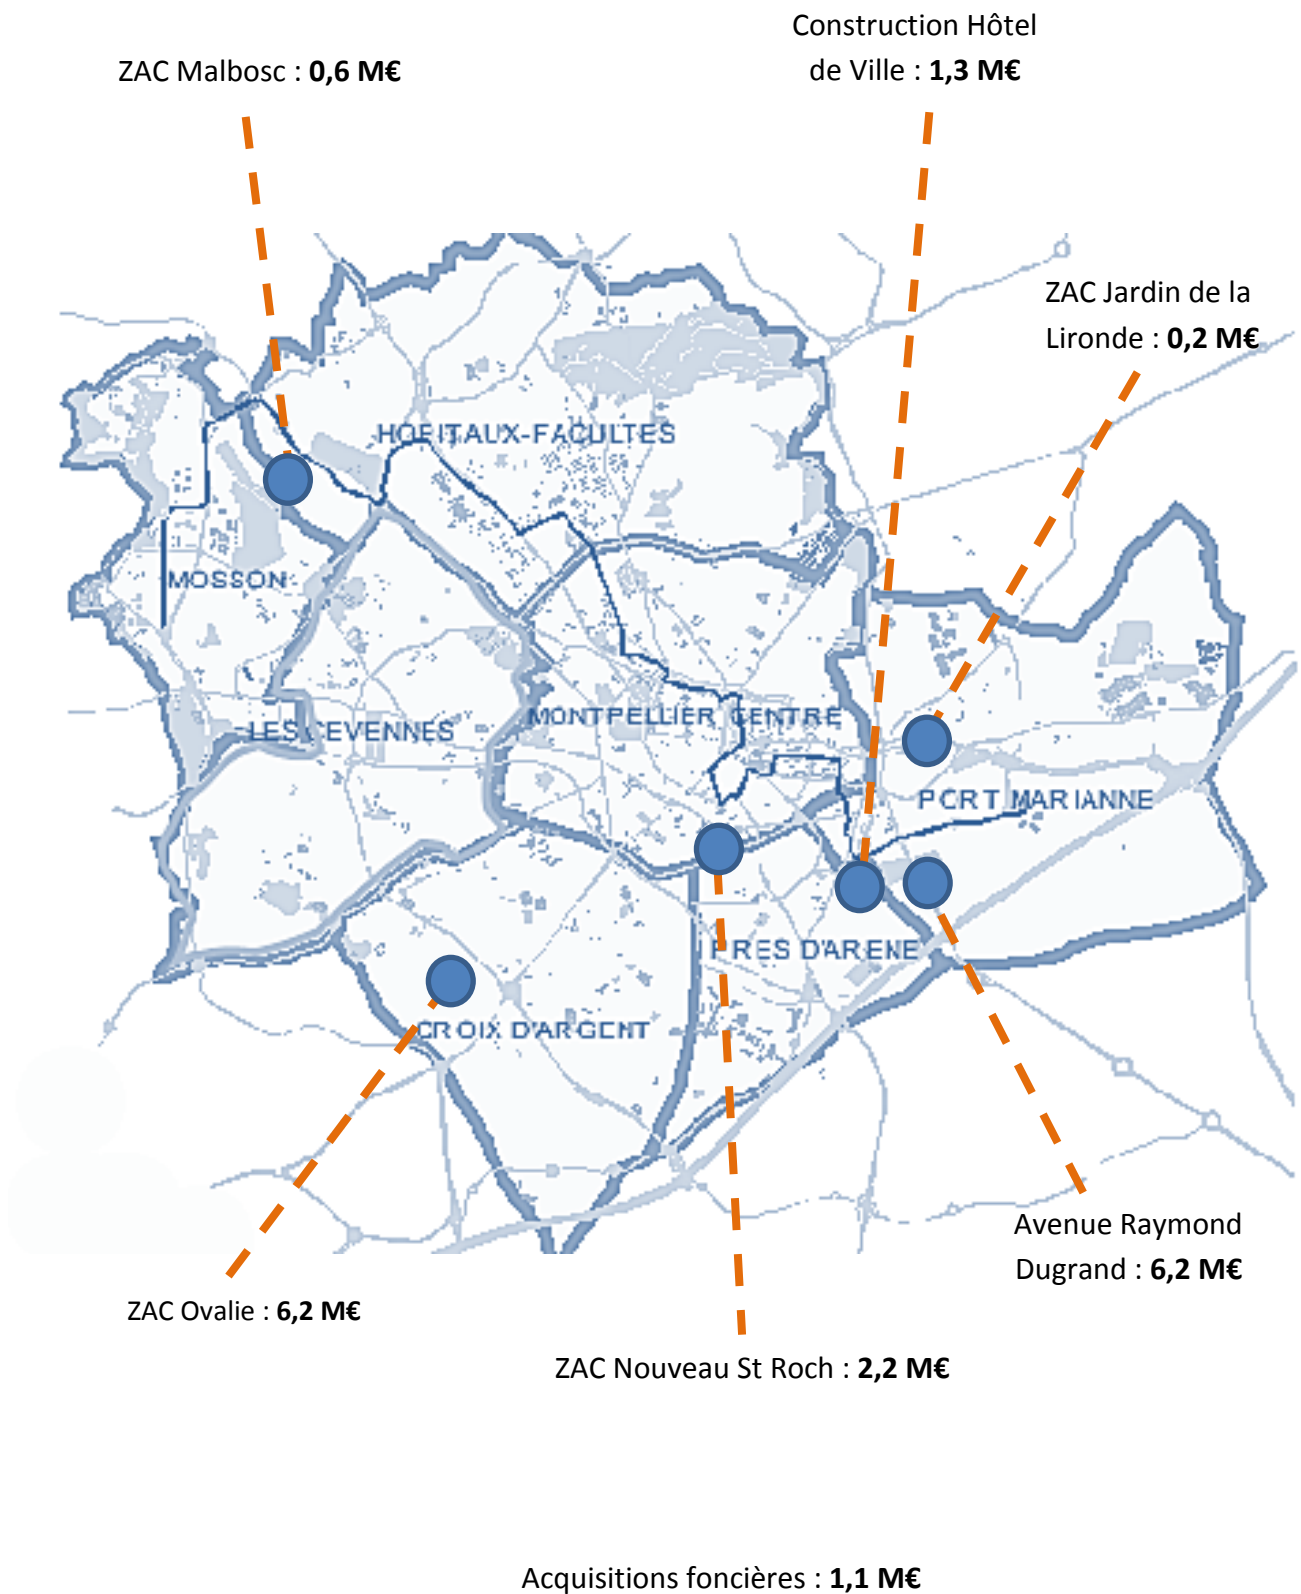 Construction Hôtel
de Ville : 1,3 M€
ZAC Malbosc : 0,6 M€
ZAC Jardin de la
Lironde : 0,2 M€
HOPITAUX-FACULTES
MOSSON
LES CEVENNES
MONTPELLIER CENTRE
PORT MARIANNE
PRES D'ARENE
CROIX D'ARGENT
Avenue Raymond
Dugrand : 6,2 M€
ZAC Ovalie : 6,2 M€
ZAC Nouveau St Roch : 2,2 M€
Acquisitions foncières : 1,1 M€